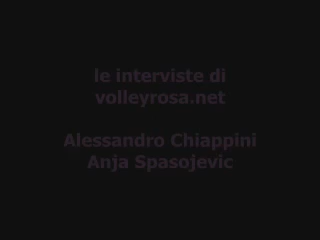 le interviste di
volleyrosa.net
Alessandro Chiappini
Anja Spasojevic